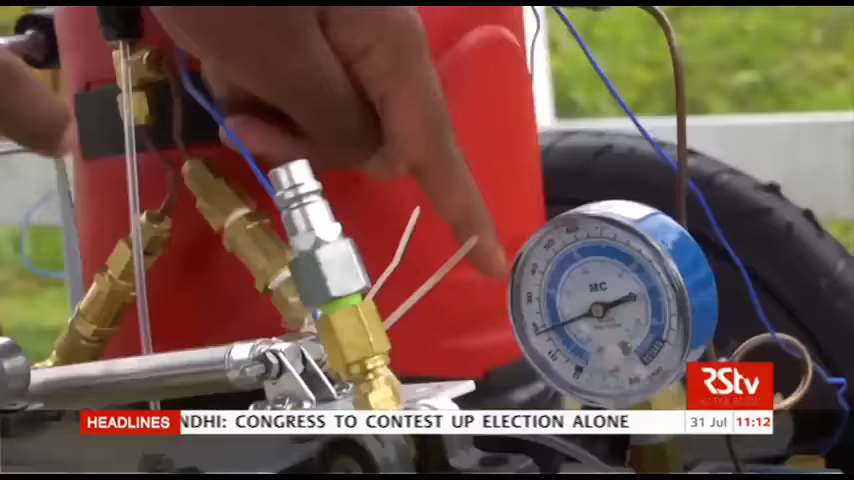 MC
RSTV
HEADLINES
NDHI: CONGRESS TO CONTEST UP ELECTION ALONE
31 Jul 11:12